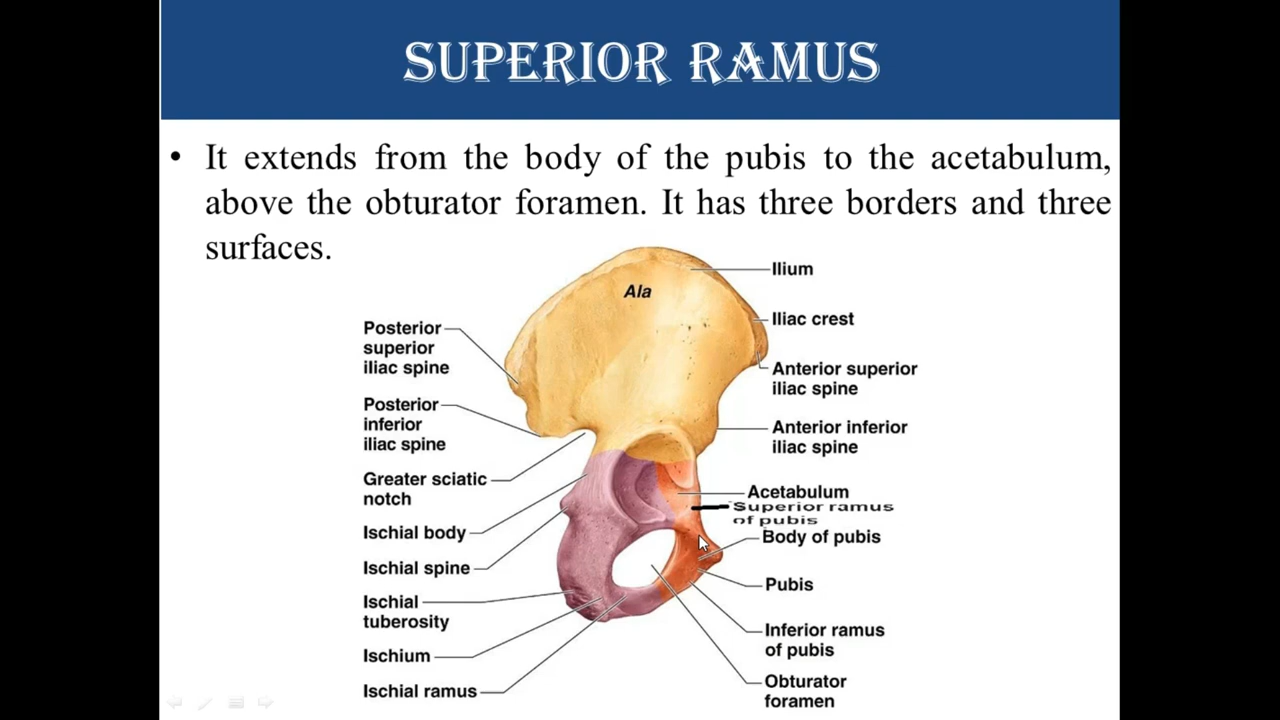 SUPERIOR RAMUS
• It extends from the body of the pubis to the acetabulum,
above the obturator foramen. It has three borders and three
surfaces.
Ala
Ilium
Iliac crest
Anterior superior
iliac spine
Anterior inferior
iliac spine
Acetabulum
Superior ramus
of pubis
Body of pubis
Pubis
Inferior ramus
of pubis
Obturator
foramen
Posterior
superior
iliac spine
Posterior
inferior
iliac spine
Greater sciatic
notch
Ischial body
Ischial spine
Ischial
tuberosity
Ischium
Ischial ramus